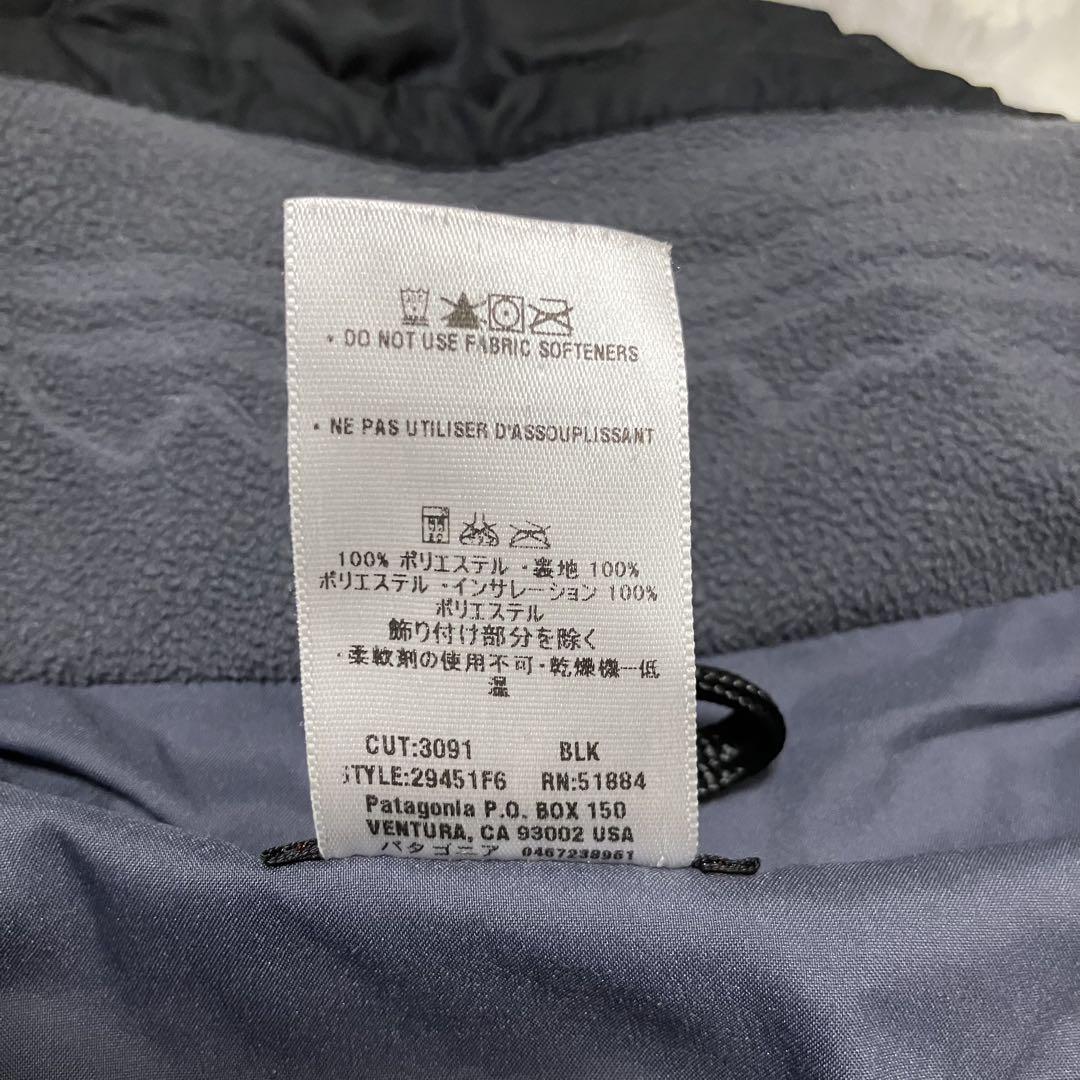 • DO NOT USE FABRIC SOFTENERS
• NE PAS UTILISER D'ASSOUPLISSANT
100% ポリエステル ・裏地 100%
ポリエステル ・インサレーション 100%
ポリエステル
飾り付け部分を除く
・柔軟剤の使用不可・乾燥機ー低
温
CUT:3091 BLK
STYLE:29451F6 RN:51884
Patagonia P.O. BOX 150
VENTURA, CA 93002 USA
パタゴニア 0467238961